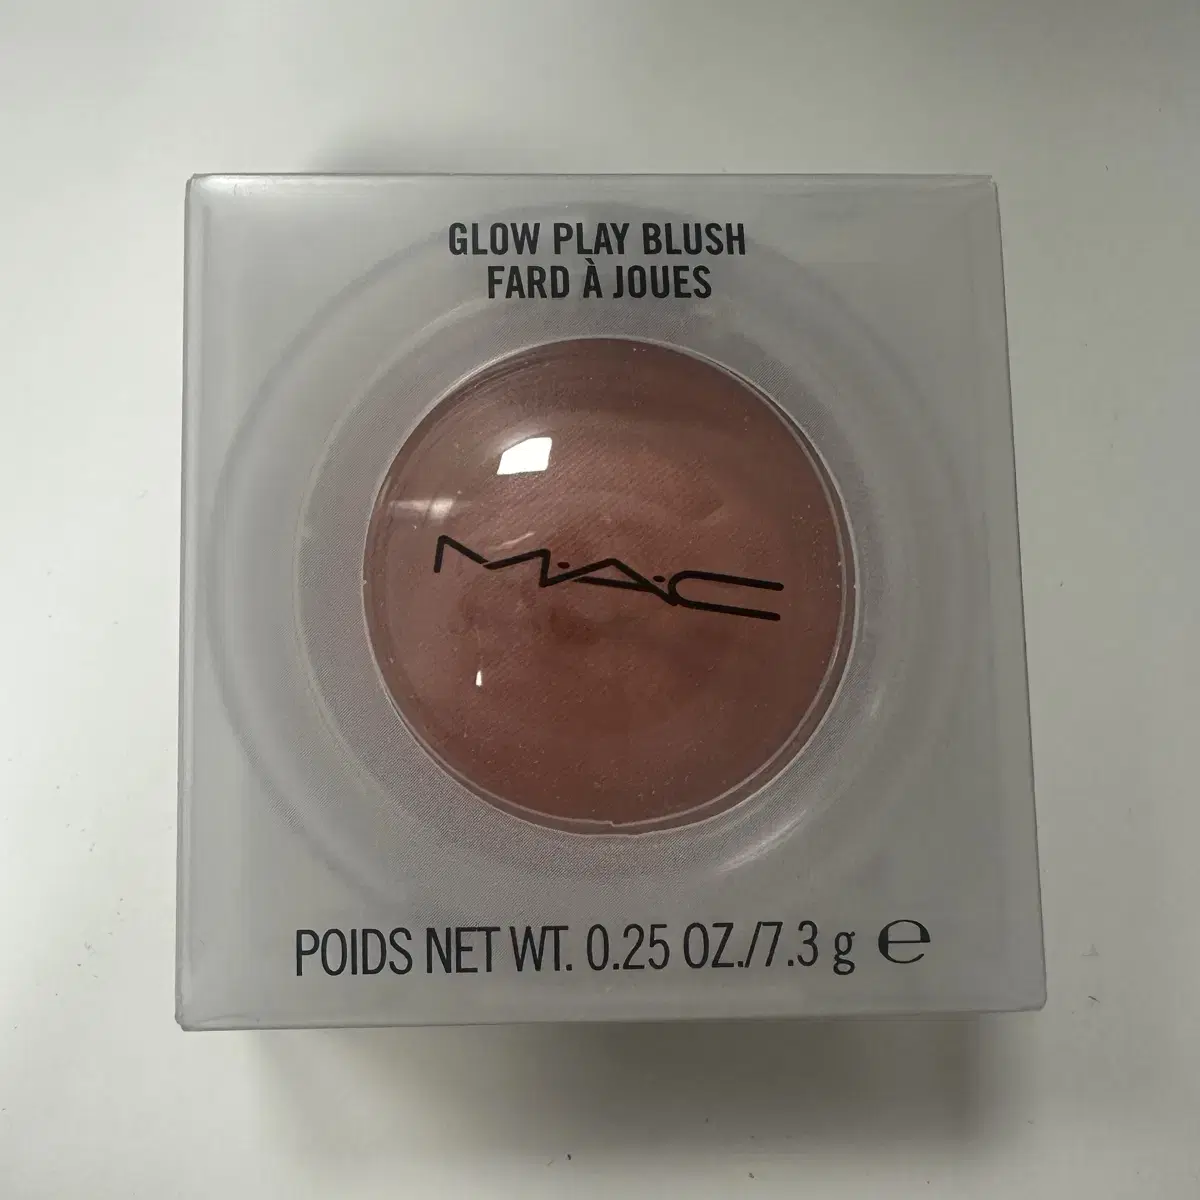 GLOW PLAY BLUSH
FARD À JOUES
M·A·C
POIDS NET WT. 0.25 OZ./7.3 g ℮